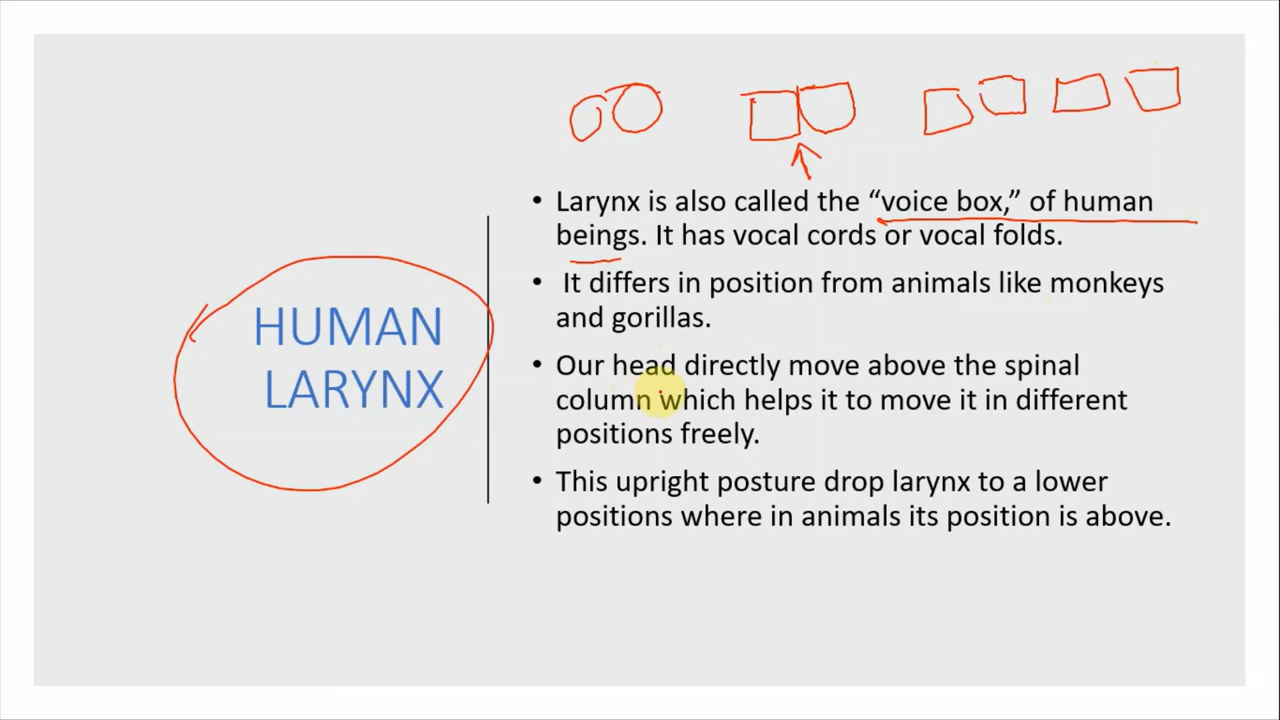 HUMAN
LARYNX
• Larynx is also called the “voice box,” of human
beings. It has vocal cords or vocal folds.
• It differs in position from animals like monkeys
and gorillas.
• Our head directly move above the spinal
column which helps it to move it in different
positions freely.
• This upright posture drop larynx to a lower
positions where in animals its position is above.